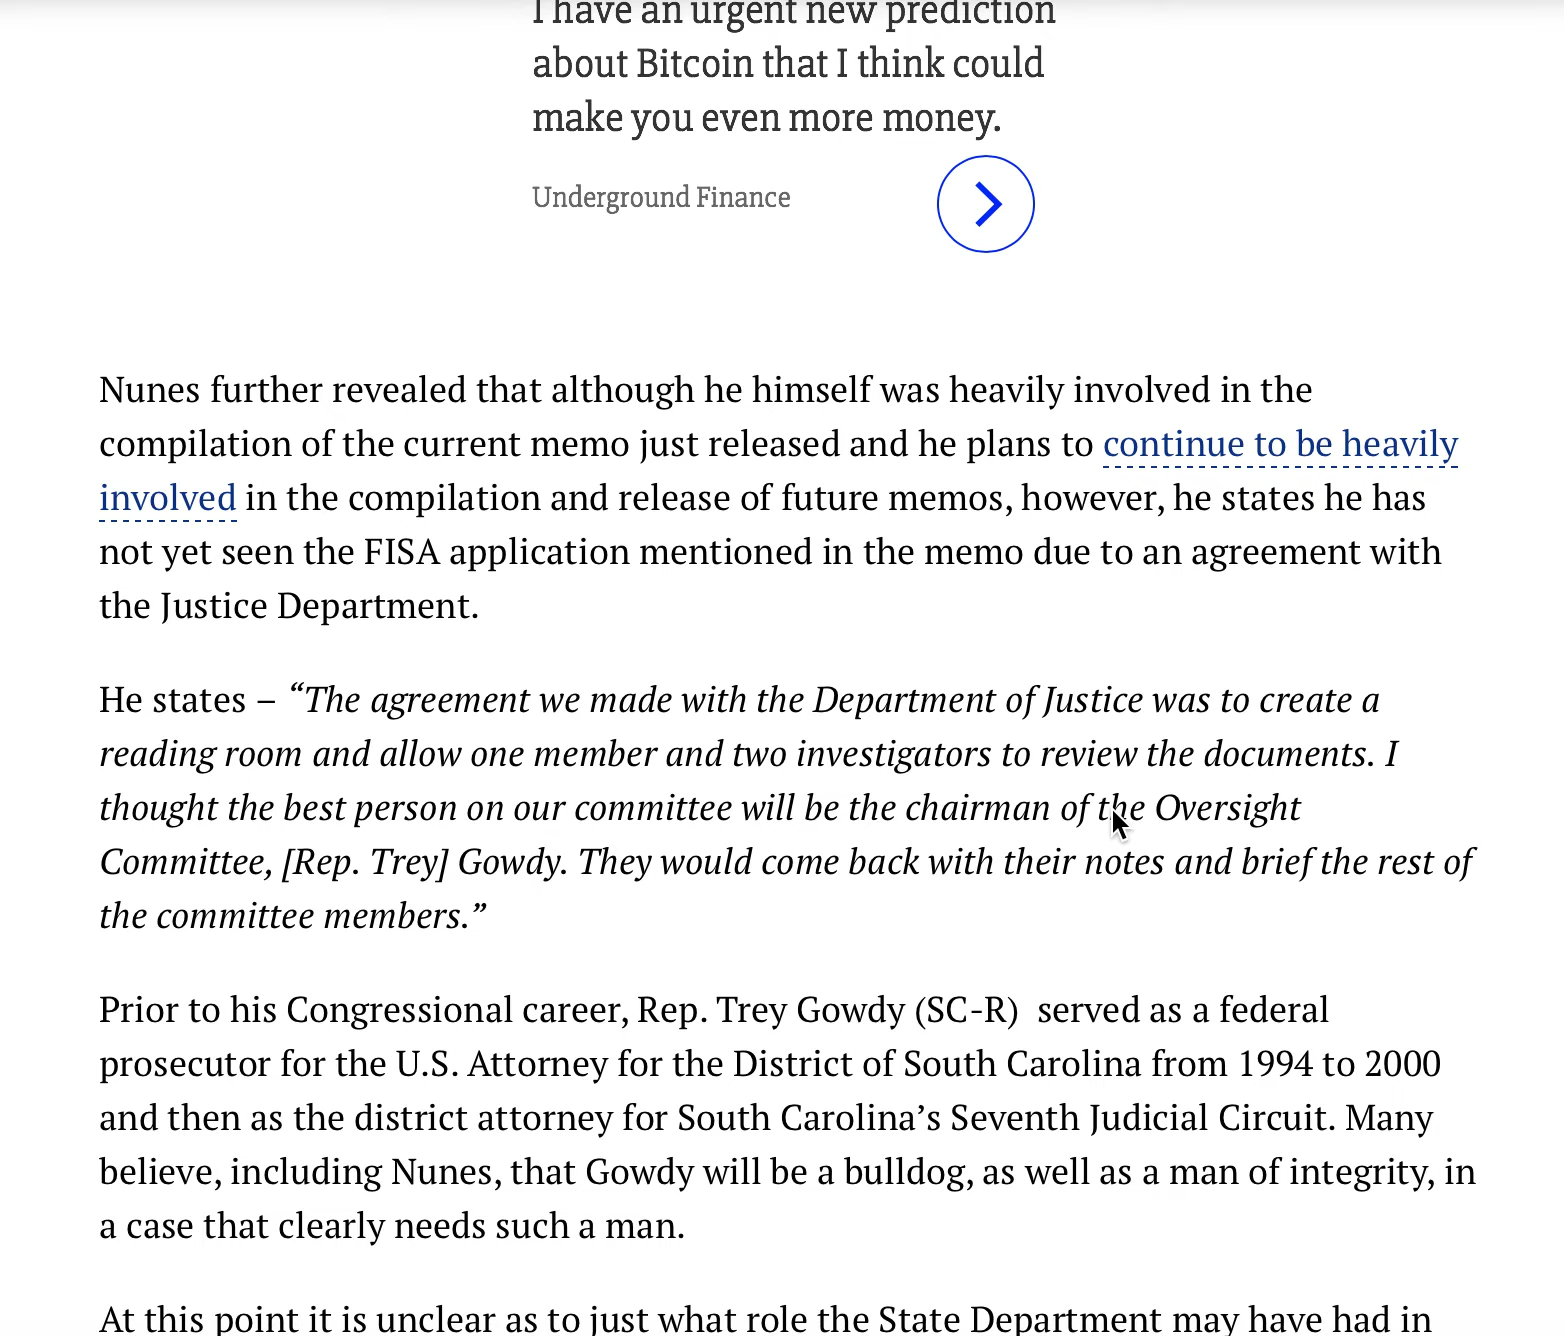 I have an urgent new prediction
about Bitcoin that I think could
make you even more money.
Underground Finance
Nunes further revealed that although he himself was heavily involved in the
compilation of the current memo just released and he plans to continue to be heavily
involved in the compilation and release of future memos, however, he states he has
not yet seen the FISA application mentioned in the memo due to an agreement with
the Justice Department.
He states – “The agreement we made with the Department of Justice was to create a
reading room and allow one member and two investigators to review the documents. I
thought the best person on our committee will be the chairman of the Oversight
Committee, [Rep. Trey] Gowdy. They would come back with their notes and brief the rest of
the committee members.”
Prior to his Congressional career, Rep. Trey Gowdy (SC-R)  served as a federal
prosecutor for the U.S. Attorney for the District of South Carolina from 1994 to 2000
and then as the district attorney for South Carolina’s Seventh Judicial Circuit. Many
believe, including Nunes, that Gowdy will be a bulldog, as well as a man of integrity, in
a case that clearly needs such a man.
At this point it is unclear as to just what role the State Department may have had in